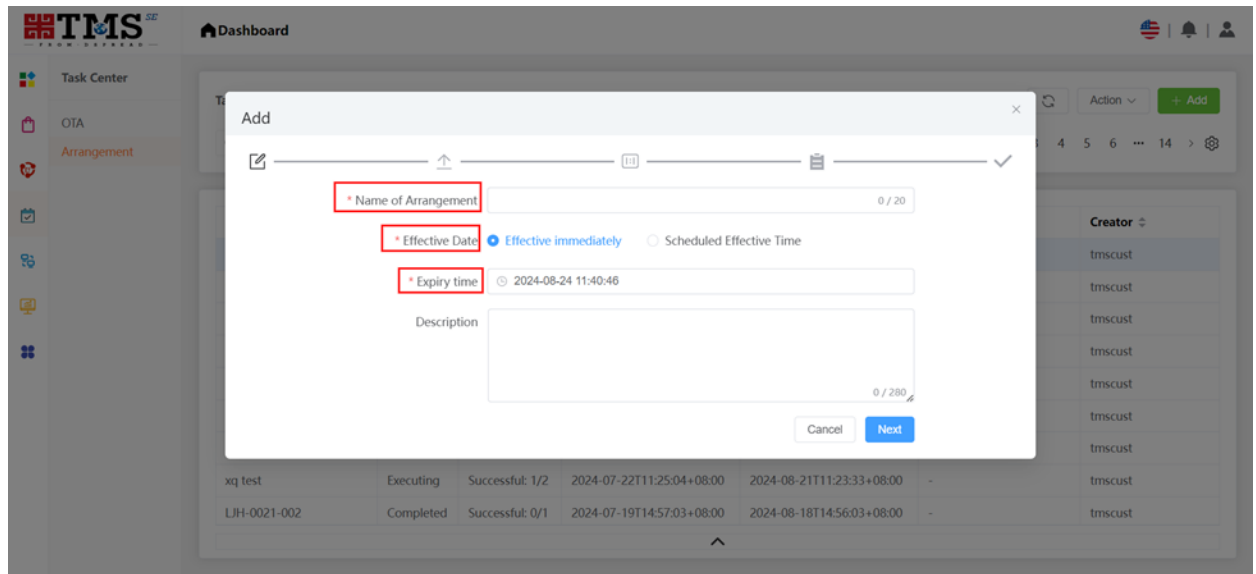 TMS SE
FROM DSPREAD
Dashboard
Task Center
OTA
Arrangement
Action
+ Add
4 5 6 ... 14 >
Add
* Name of Arrangement
0 / 20
* Effective Date Effective immediately Scheduled Effective Time
* Expiry time 2024-08-24 11:40:46
Description
0 / 280
Cancel Next
Creator
tmscust
tmscust
tmscust
tmscust
tmscust
tmscust
tmscust
xq test Executing Successful: 1/2 2024-07-22T11:25:04+08:00 2024-08-21T11:23:33+08:00 - tmscust
LJH-0021-002 Completed Successful: 0/1 2024-07-19T14:57:03+08:00 2024-08-18T14:56:03+08:00 - tmscust